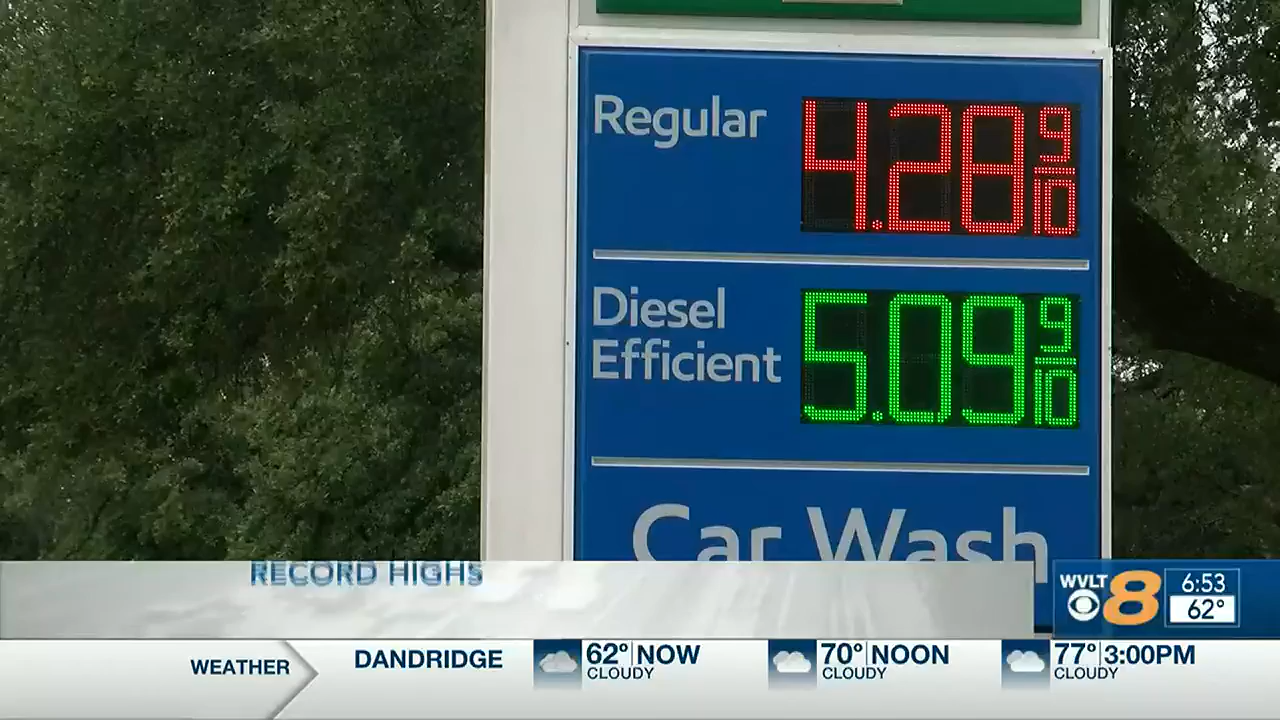 Regular
4.28 9/10
Diesel
Efficient
5.09 9/10
Car Wash
RECORD HIGHS
WVLT 8
6:53
62°
WEATHER
DANDRIDGE
62° NOW
CLOUDY
70° NOON
CLOUDY
77° 3:00PM
CLOUDY